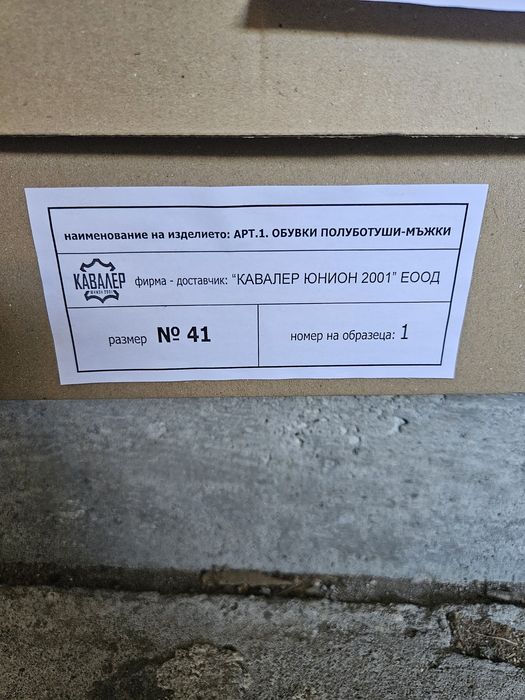 наименование на изделието: АРТ.1. ОБУВКИ ПОЛУБОТУШИ-МЪЖКИ
КАВАЛЕР
фирма - доставчик: "КАВАЛЕР ЮНИОН 2001" ЕООД
размер № 41
номер на образеца: 1